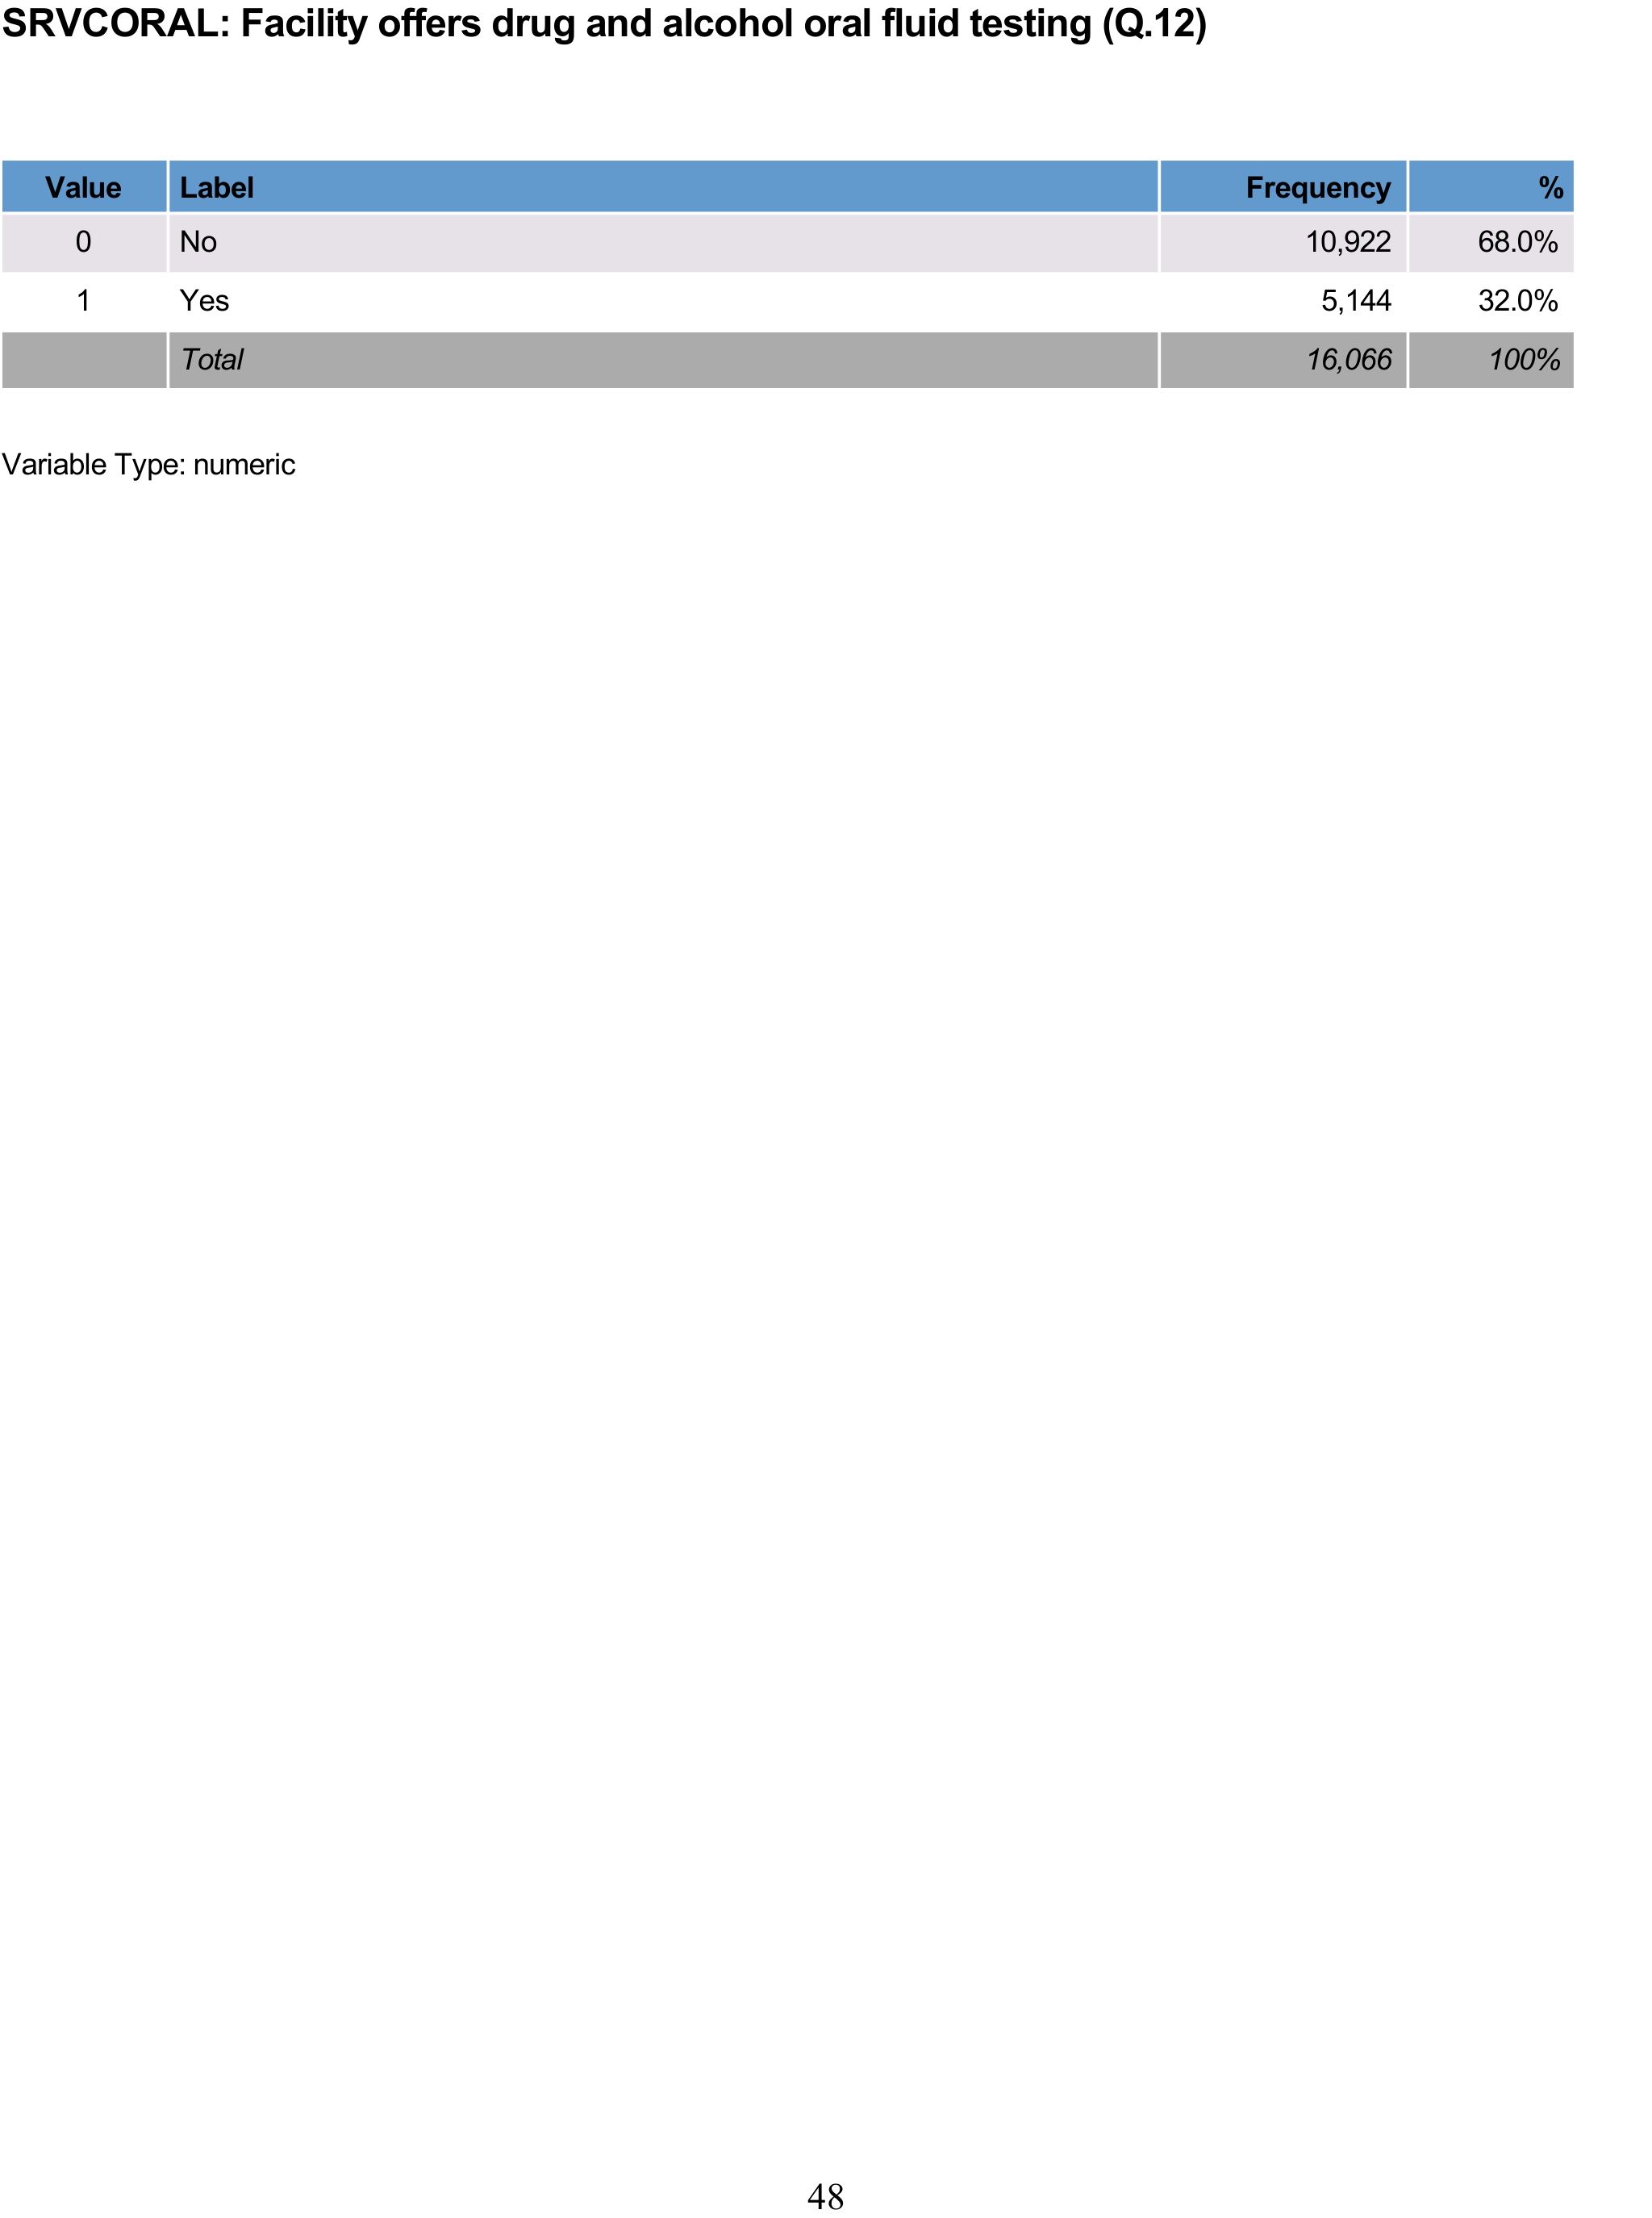 SRVCORAL: Facility offers drug and alcohol oral fluid testing (Q.12)
Value Label Frequency %
0 No 10,922 68.0%
1 Yes 5,144 32.0%
Total 16,066 100%
Variable Type: numeric
48